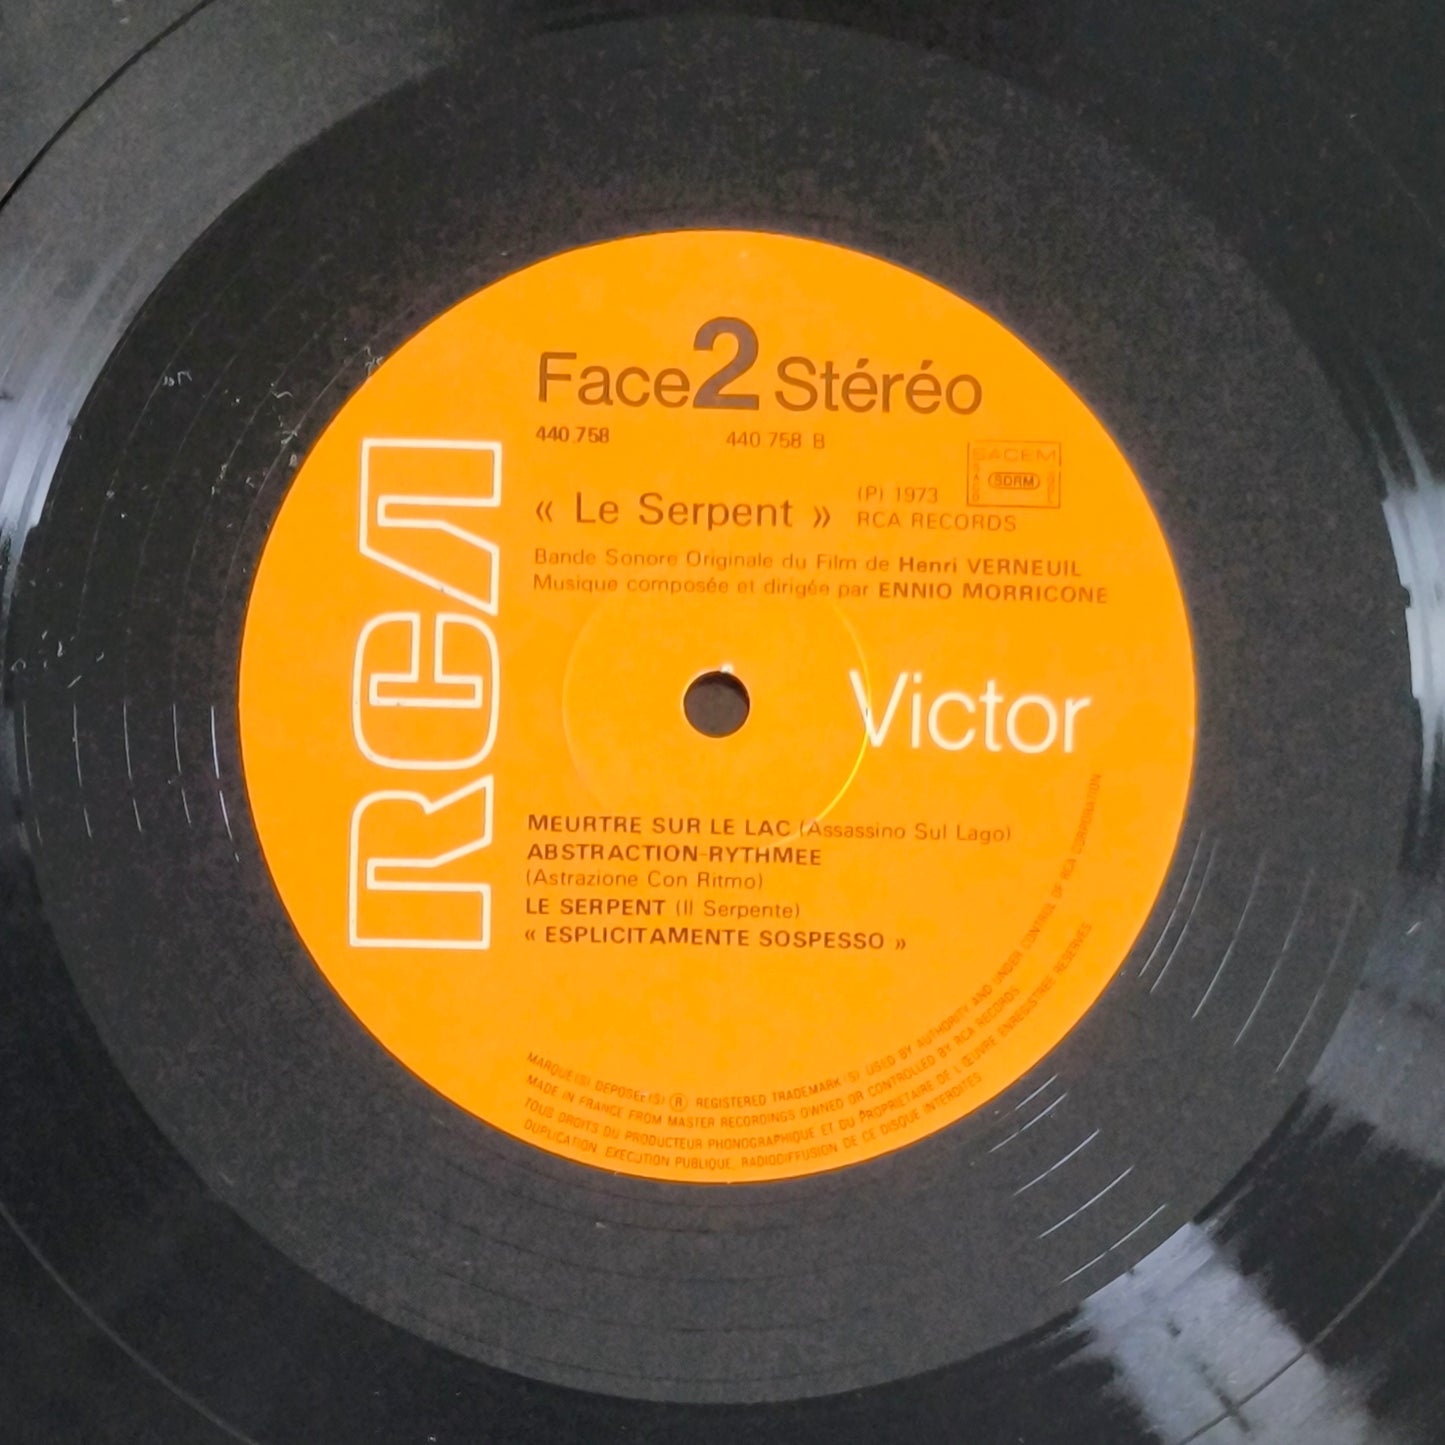 Face 2 Stéréo
440 758 440 758 B
SACEM
SDRM
« Le Serpent »
(P) 1973
RCA RECORDS
Bande Sonore Originale du Film de Henri VERNEUIL
Musique composée et dirigée par ENNIO MORRICONE
RCA
Victor
MEURTRE SUR LE LAC (Assassino Sul Lago)
ABSTRACTION-RYTHMEE
(Astrazione Con Ritmo)
LE SERPENT (Il Serpente)
« ESPLICITAMENTE SOSPESSO »
MARQUE(S) DEPOSEE(S) ® REGISTERED TRADEMARK(S) USED BY AUTHORITY AND UNDER CONTROL OF RCA CORPORATION
MADE IN FRANCE FROM MASTER RECORDINGS OWNED OR CONTROLLED BY RCA RECORDS
TOUS DROITS DU PRODUCTEUR PHONOGRAPHIQUE ET DU PROPRIETAIRE DE L'ŒUVRE ENREGISTREE RESERVES
DUPLICATION, EXECUTION PUBLIQUE, RADIODIFFUSION DE CE DISQUE INTERDITES